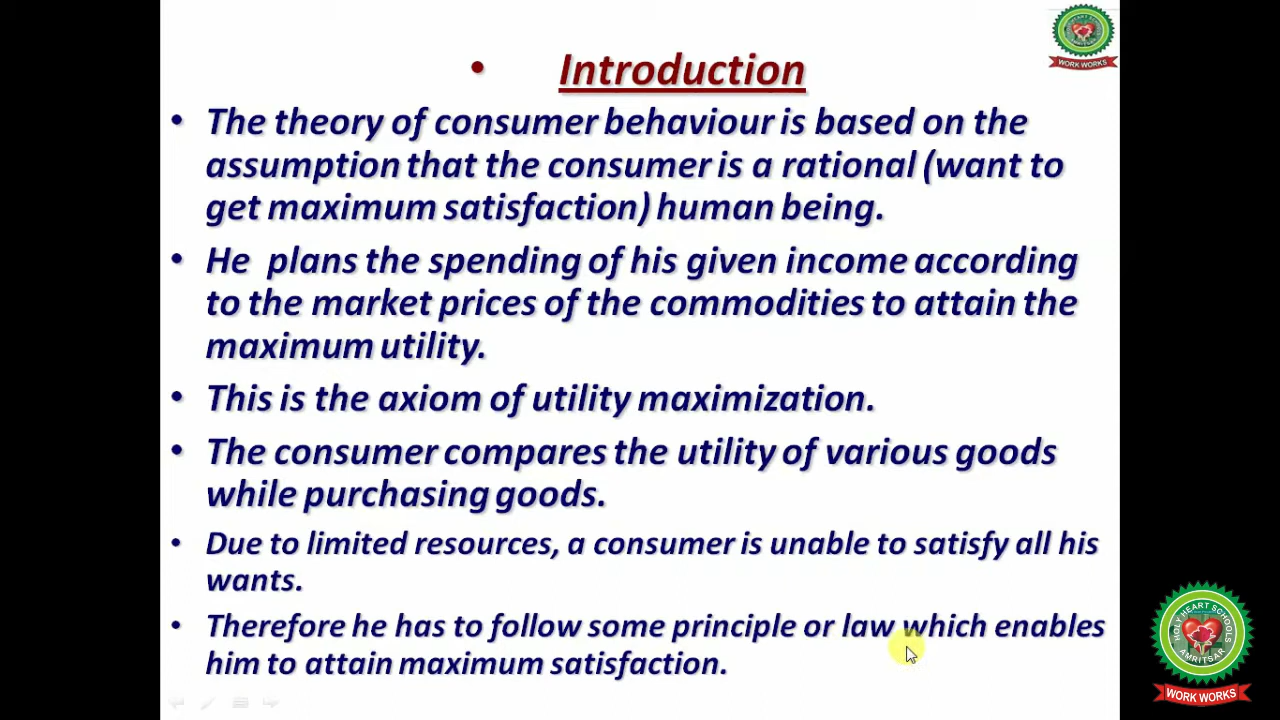 • Introduction
• The theory of consumer behaviour is based on the
assumption that the consumer is a rational (want to
get maximum satisfaction) human being.
• He plans the spending of his given income according
to the market prices of the commodities to attain the
maximum utility.
• This is the axiom of utility maximization.
• The consumer compares the utility of various goods
while purchasing goods.
• Due to limited resources, a consumer is unable to satisfy all his
wants.
• Therefore he has to follow some principle or law which enables
him to attain maximum satisfaction.
WORK WORKS
HOLY HEART SCHOOLS
AMRITSAR
WORK WORKS